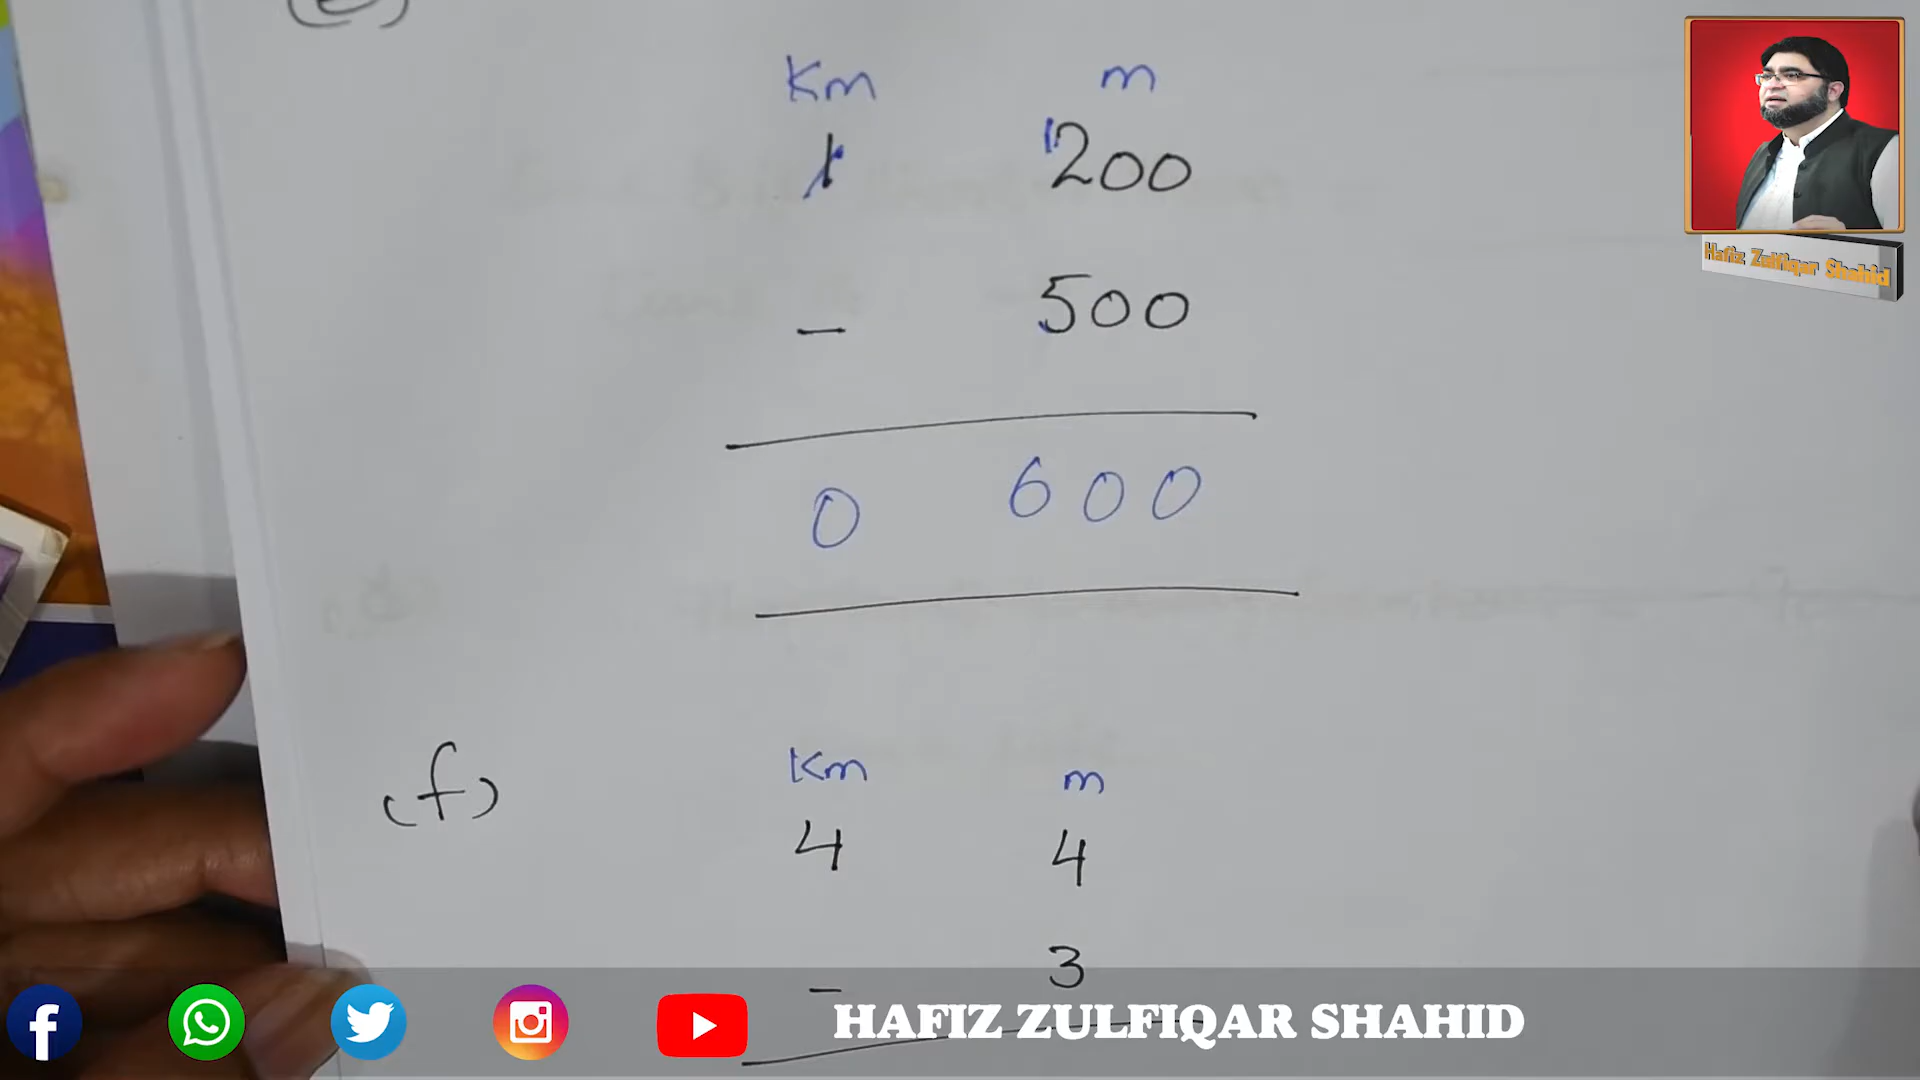 (e)
Km m
1 1200
- 500
0 600
(f)
Km m
4 4
- 3
Hafiz Zulfiqar Shahid
HAFIZ ZULFIQAR SHAHID